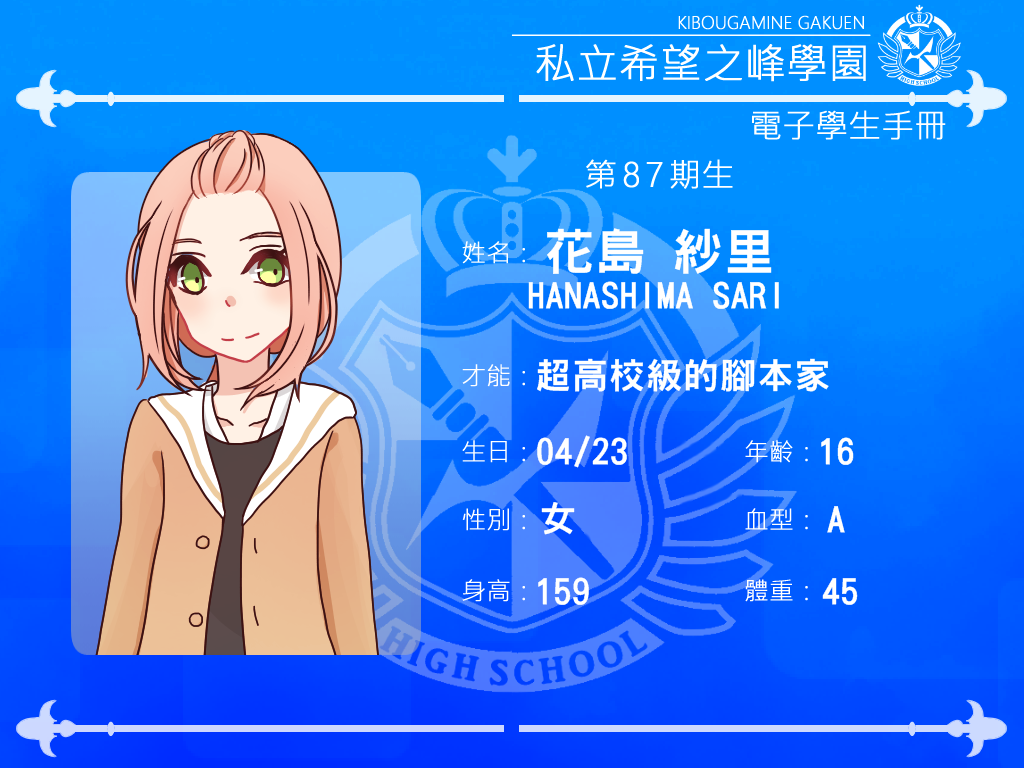 KIBOUGAMINE GAKUEN
私立希望之峰學園
HIGH SCHOOL
電子學生手冊
第87期生
姓名：花島 紗里
HANASHIMA SARI
才能：超高校級的腳本家
生日：04/23 年齡：16
性別：女 血型：A
身高：159 體重：45
HIGH SCHOOL